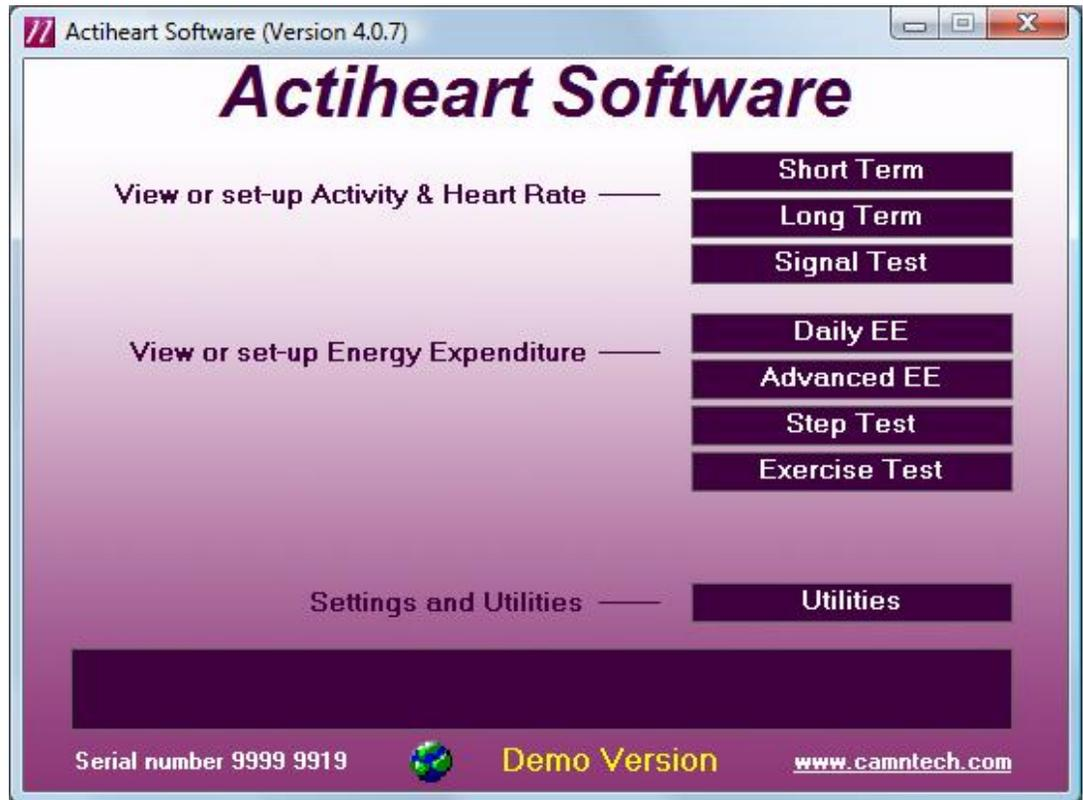 Actiheart Software (Version 4.0.7)
Actiheart Software
View or set-up Activity & Heart Rate
Short Term
Long Term
Signal Test
View or set-up Energy Expenditure
Daily EE
Advanced EE
Step Test
Exercise Test
Settings and Utilities
Utilities
Serial number 9999 9919
Demo Version
www.camntech.com